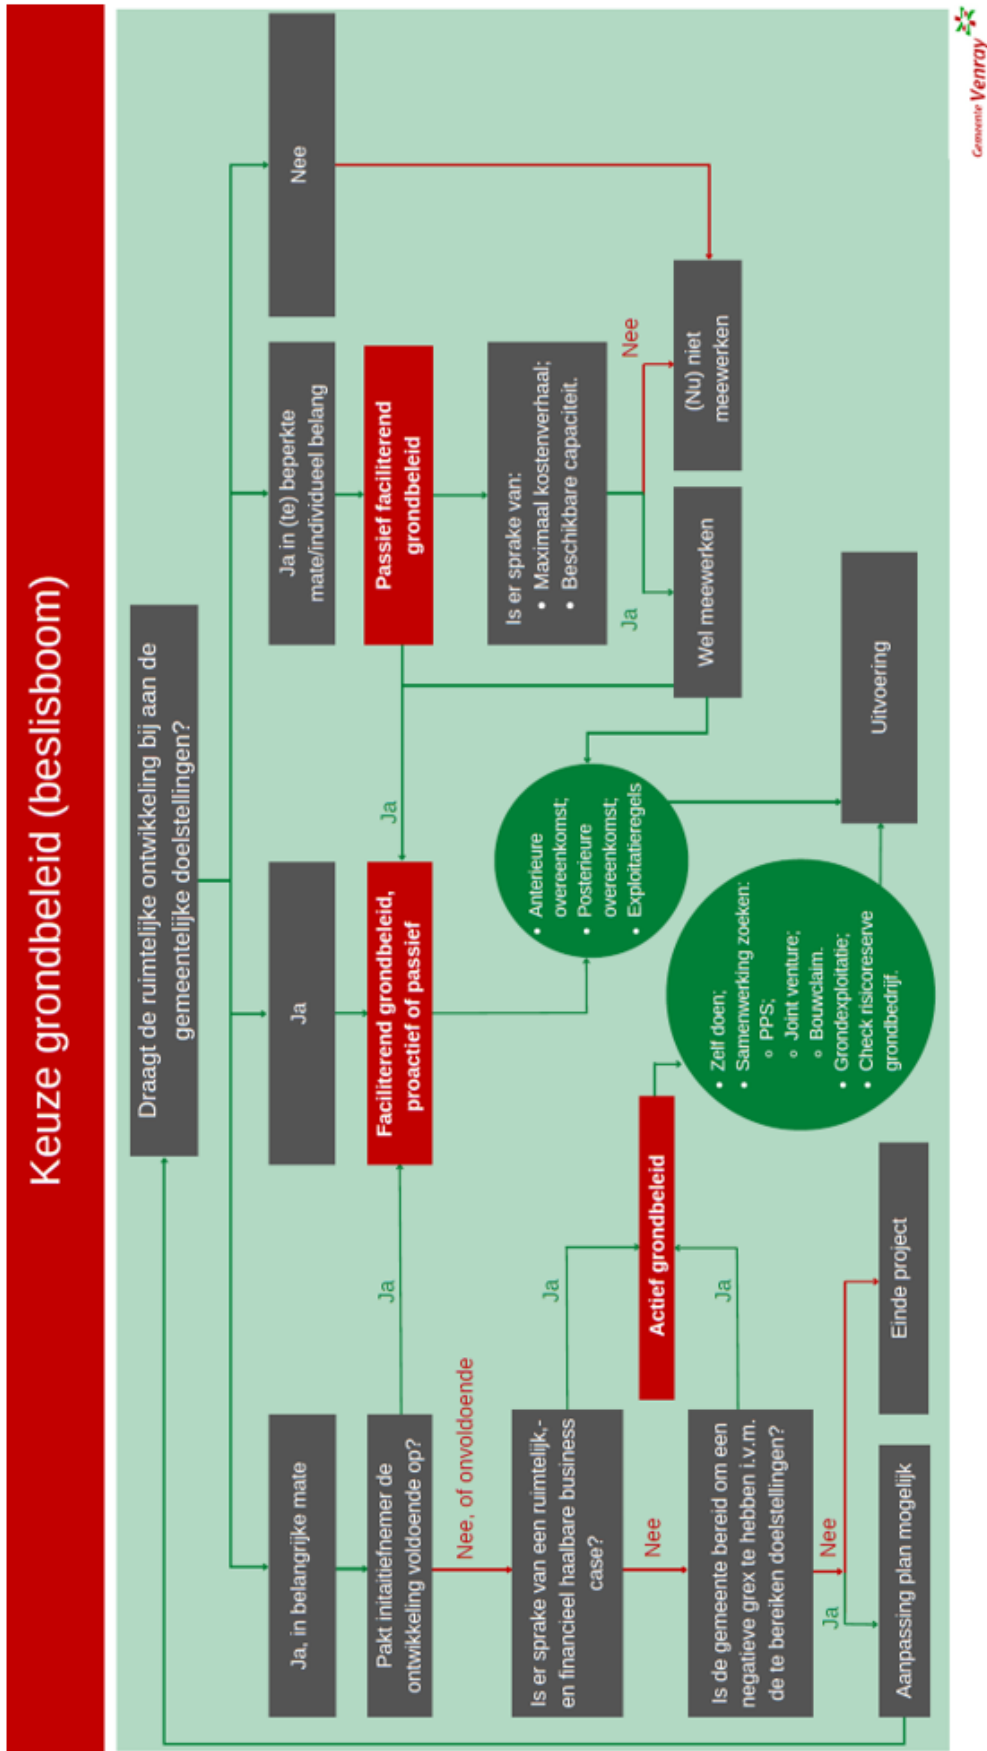 Keuze grondbeleid (beslisboom)
Draagt de ruimtelijke ontwikkeling bij aan de
gemeentelijke doelstellingen?
Ja, in belangrijke mate
Ja
Ja in (te) beperkte
mate/individueel belang
Nee
Pakt initaitiefnemer de
ontwikkeling voldoende op?
Ja
Faciliterend grondbeleid,
proactief of passief
Ja
Passief faciliterend
grondbeleid
Nee, of onvoldoende
Is er sprake van een ruimtelijk,-
en financieel haalbare business
case?
Ja
• Anterieure
overeenkomst;
• Posterieure
overeenkomst;
• Exploitatieregels
Is er sprake van:
• Maximaal kostenverhaal;
• Beschikbare capaciteit.
Ja
Nee
Nee
Actief grondbeleid
Wel meewerken
(Nu) niet
meewerken
Is de gemeente bereid om een
negatieve grex te hebben i.v.m.
de te bereiken doelstellingen?
Ja
• Zelf doen;
• Samenwerking zoeken:
◦ PPS;
◦ Joint venture;
◦ Bouwclaim.
• Grondexploitatie;
• Check risicoreserve
grondbedrijf.
Ja
Nee
Aanpassing plan mogelijk
Einde project
Uitvoering
Gemeente Venray